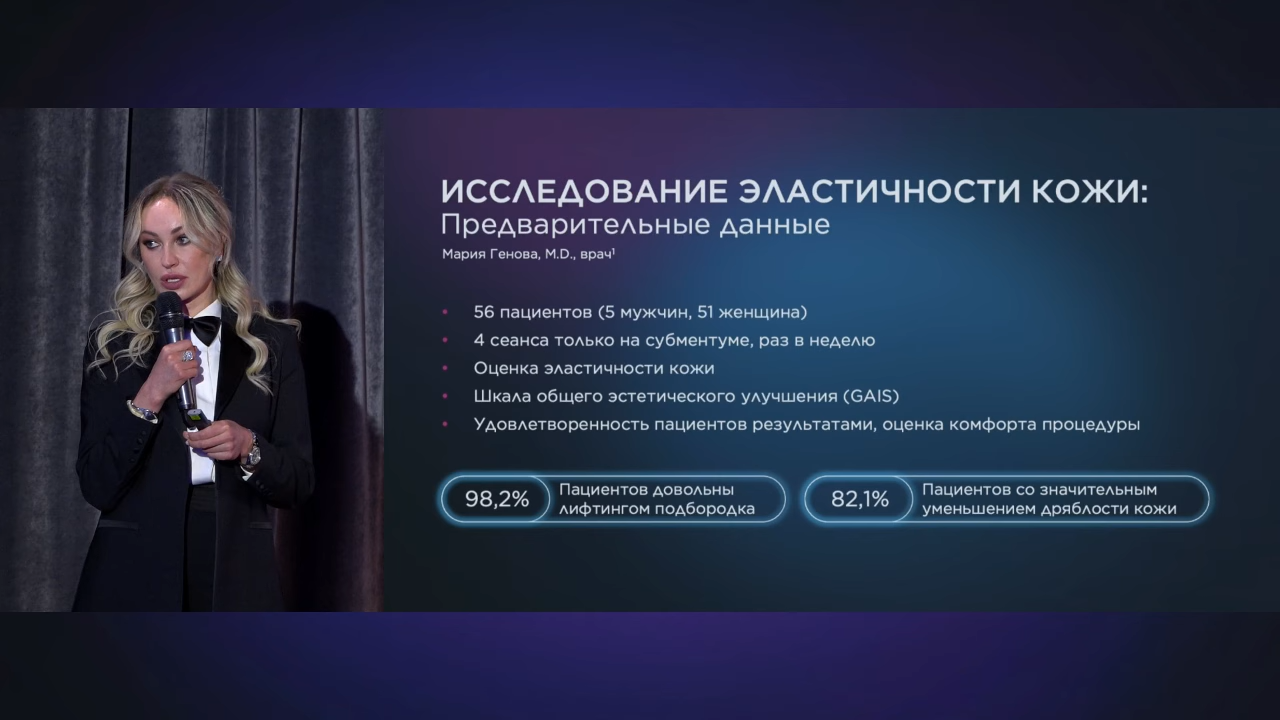 ИССЛЕДОВАНИЕ ЭЛАСТИЧНОСТИ КОЖИ:
Предварительные данные
Мария Генова, M.D., врач¹
• 56 пациентов (5 мужчин, 51 женщина)
• 4 сеанса только на субментуме, раз в неделю
• Оценка эластичности кожи
• Шкала общего эстетического улучшения (GAIS)
• Удовлетворенность пациентов результатами, оценка комфорта процедуры
98,2% Пациентов довольны
лифтингом подбородка
82,1% Пациентов со значительным
уменьшением дряблости кожи